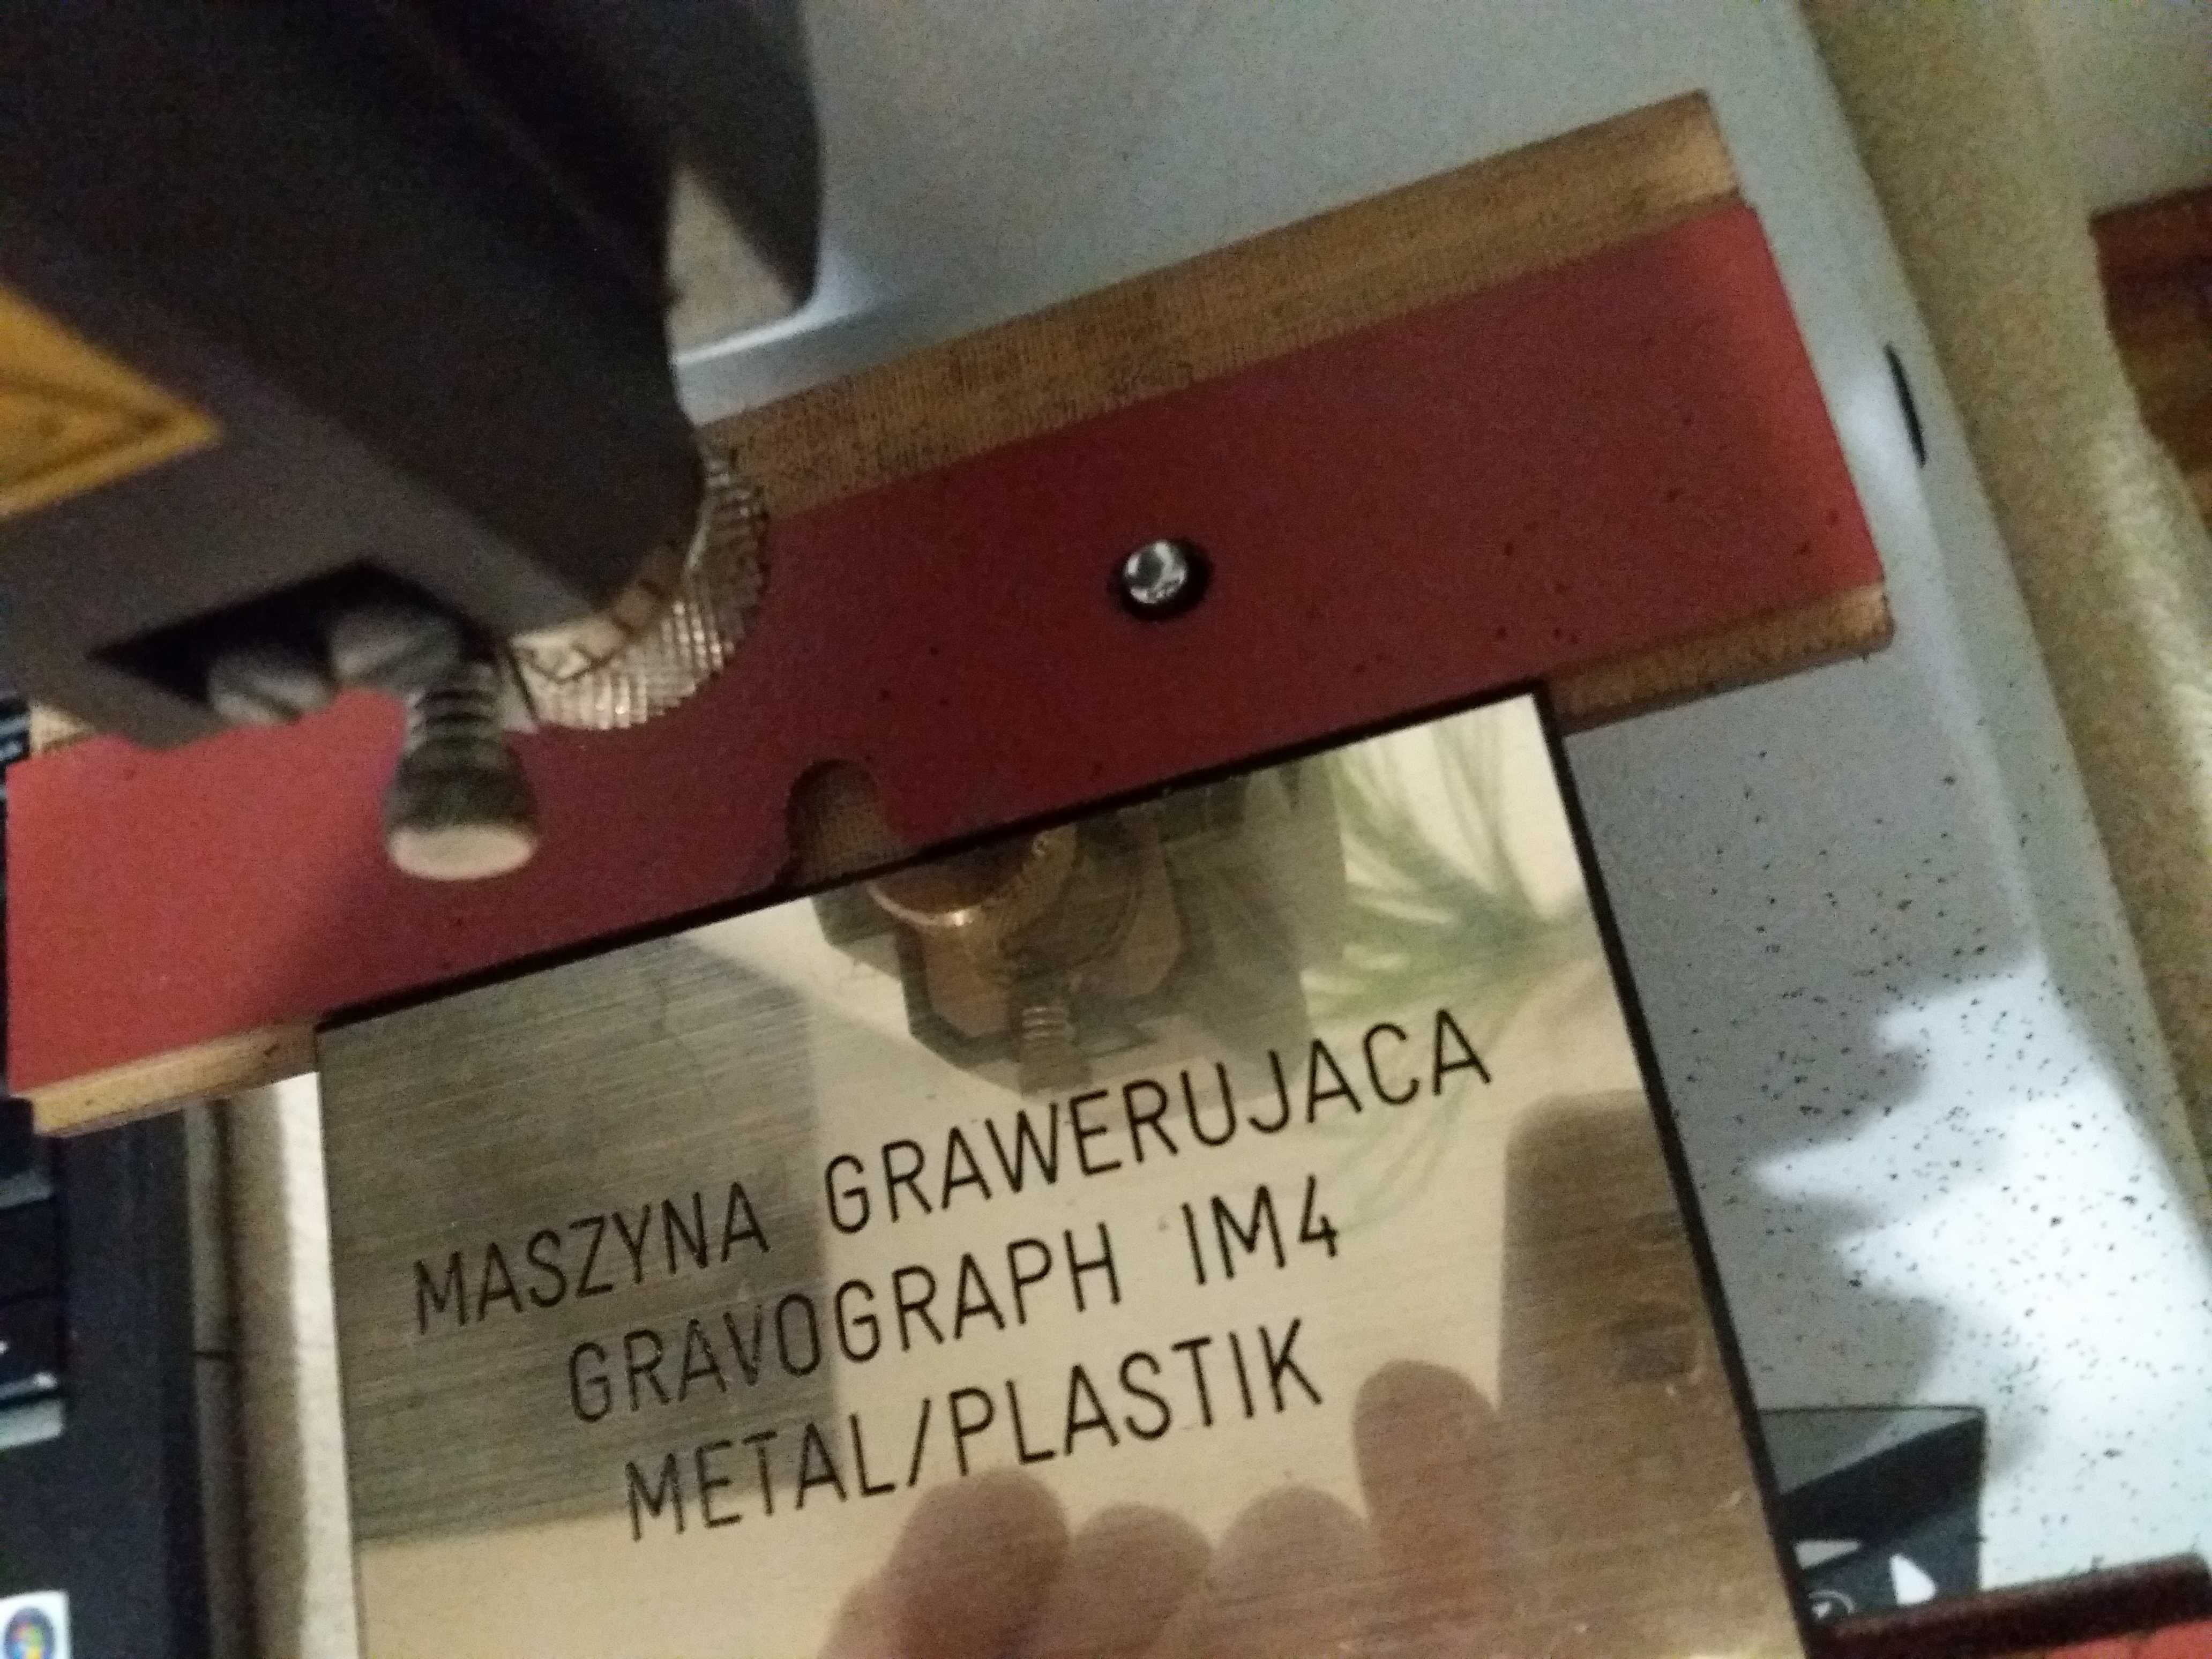 MASZYNA GRAWERUJACA
GRAVOGRAPH IM4
METAL/PLASTIK